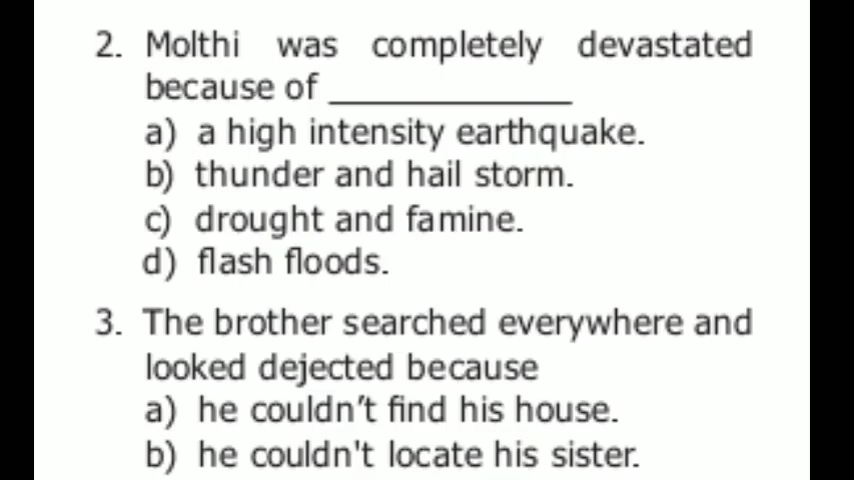 2. Molthi was completely devastated
because of ______________
a) a high intensity earthquake.
b) thunder and hail storm.
c) drought and famine.
d) flash floods.
3. The brother searched everywhere and
looked dejected because
a) he couldn’t find his house.
b) he couldn't locate his sister.